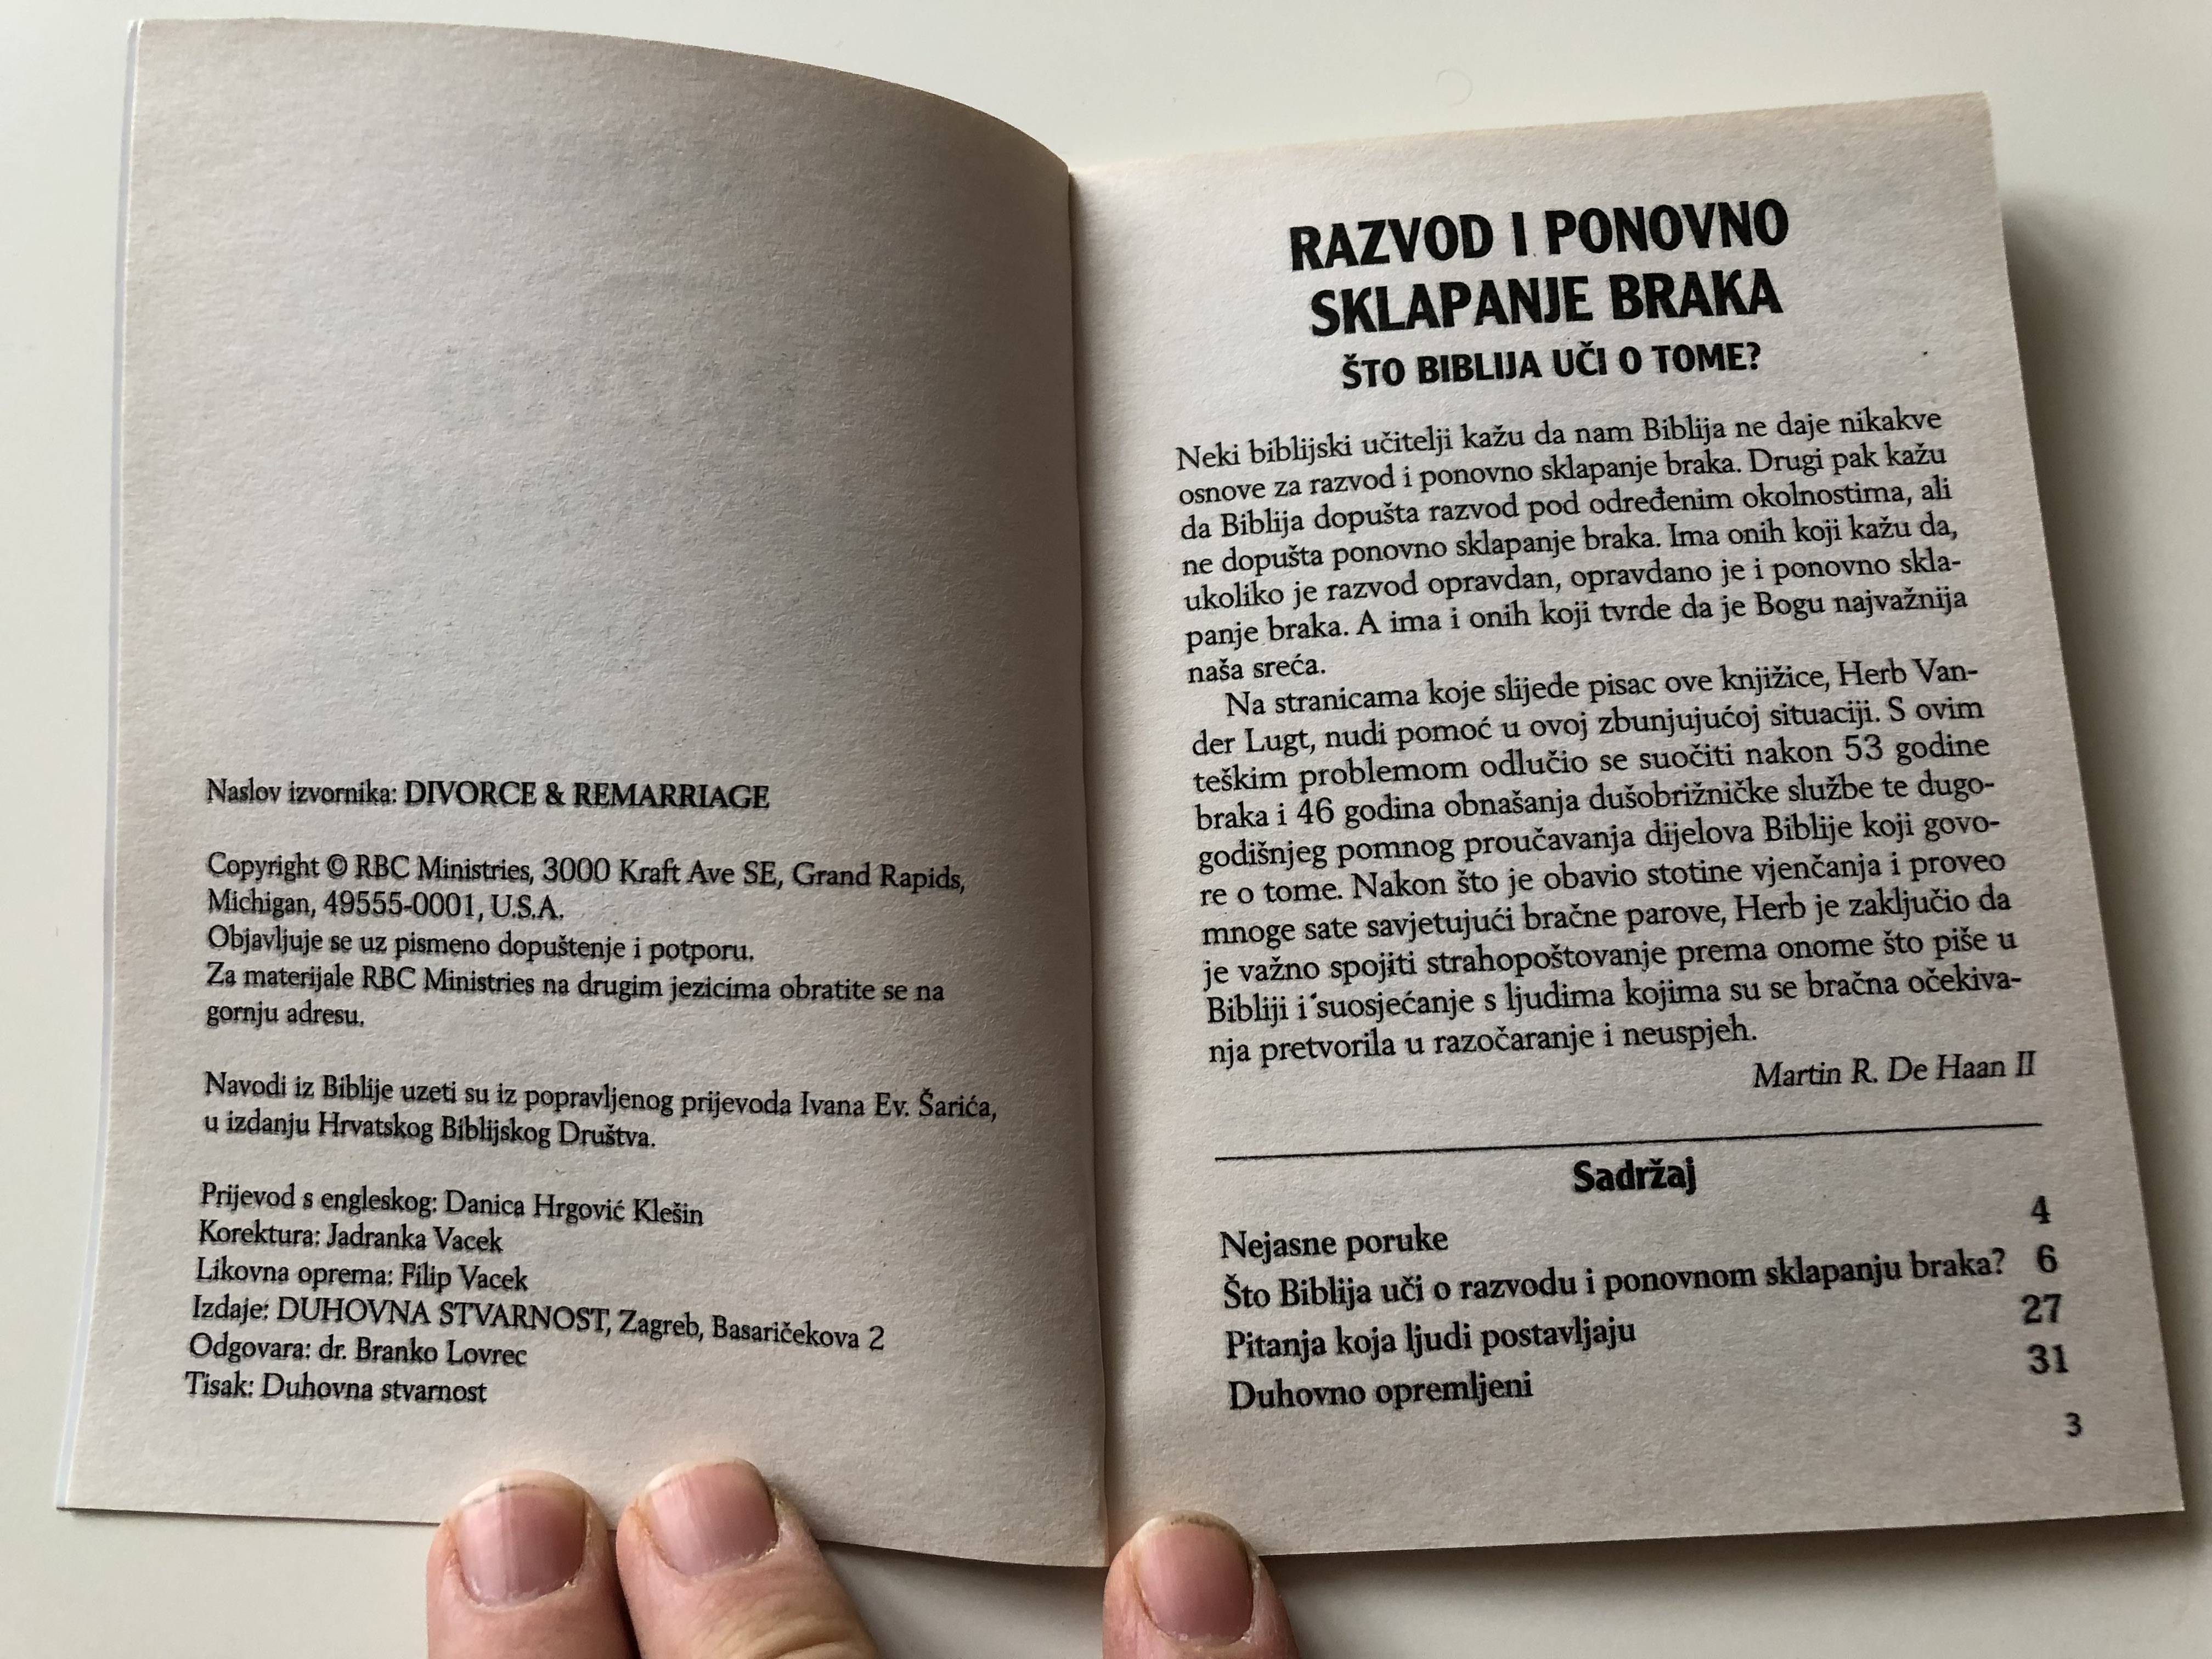 Naslov izvornika: DIVORCE & REMARRIAGE
Copyright © RBC Ministries, 3000 Kraft Ave SE, Grand Rapids,
Michigan, 49555-0001, U.S.A.
Objavljuje se uz pismeno dopuštenje i potporu.
Za materijale RBC Ministries na drugim jezicima obratite se na
gornju adresu.
Navodi iz Biblije uzeti su iz popravljenog prijevoda Ivana Ev. Šarića,
u izdanju Hrvatskog Biblijskog Društva.
Prijevod s engleskog: Danica Hrgović Klešin
Korektura: Jadranka Vacek
Likovna oprema: Filip Vacek
Izdaje: DUHOVNA STVARNOST, Zagreb, Basaričekova 2
Odgovara: dr. Branko Lovrec
Tisak: Duhovna stvarnost
RAZVOD I PONOVNO
SKLAPANJE BRAKA
ŠTO BIBLIJA UČI O TOME?
Neki biblijski učitelji kažu da nam Biblija ne daje nikakve
osnove za razvod i ponovno sklapanje braka. Drugi pak kažu
da Biblija dopušta razvod pod određenim okolnostima, ali
ne dopušta ponovno sklapanje braka. Ima onih koji kažu da,
ukoliko je razvod opravdan, opravdano je i ponovno skla-
panje braka. A ima i onih koji tvrde da je Bogu najvažnija
naša sreća.
Na stranicama koje slijede pisac ove knjižice, Herb Van-
der Lugt, nudi pomoć u ovoj zbunjujućoj situaciji. S ovim
teškim problemom odlučio se suočiti nakon 53 godine
braka i 46 godina obnašanja dušobrižničke službe te dugo-
godišnjeg pomnog proučavanja dijelova Biblije koji govo-
re o tome. Nakon što je obavio stotine vjenčanja i proveo
mnoge sate savjetujući bračne parove, Herb je zaključio da
je važno spojiti strahopoštovanje prema onome što piše u
Bibliji i suosjećanje s ljudima kojima su se bračna očekiva-
nja pretvorila u razočaranje i neuspjeh.
Martin R. De Haan II
Sadržaj
Nejasne poruke 4
Što Biblija uči o razvodu i ponovnom sklapanju braka? 6
Pitanja koja ljudi postavljaju 27
Duhovno opremljeni 31
3